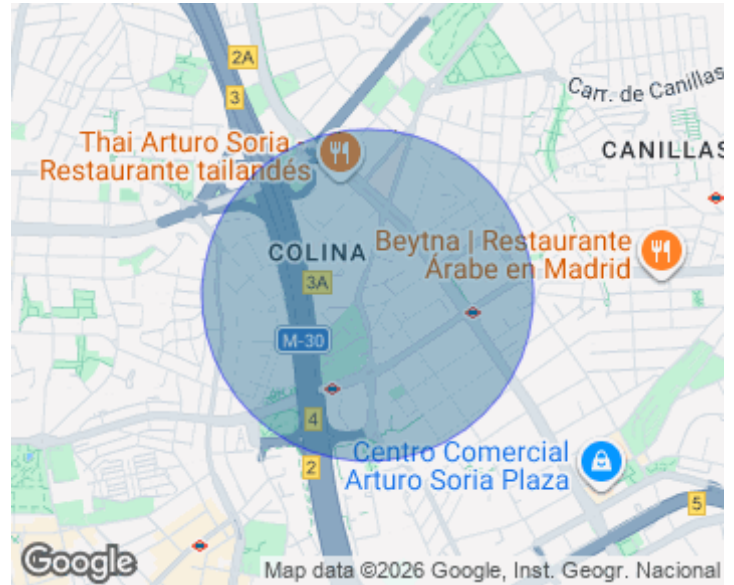 2A
3
Carr. de Canillas
Thai Arturo Soria -
Restaurante tailandés
CANILLAS
COLINA
Beytna | Restaurante
Árabe en Madrid
3A
M-30
4
2
Centro Comercial
Arturo Soria Plaza
5
Google
Map data ©2026 Google, Inst. Geogr. Nacional